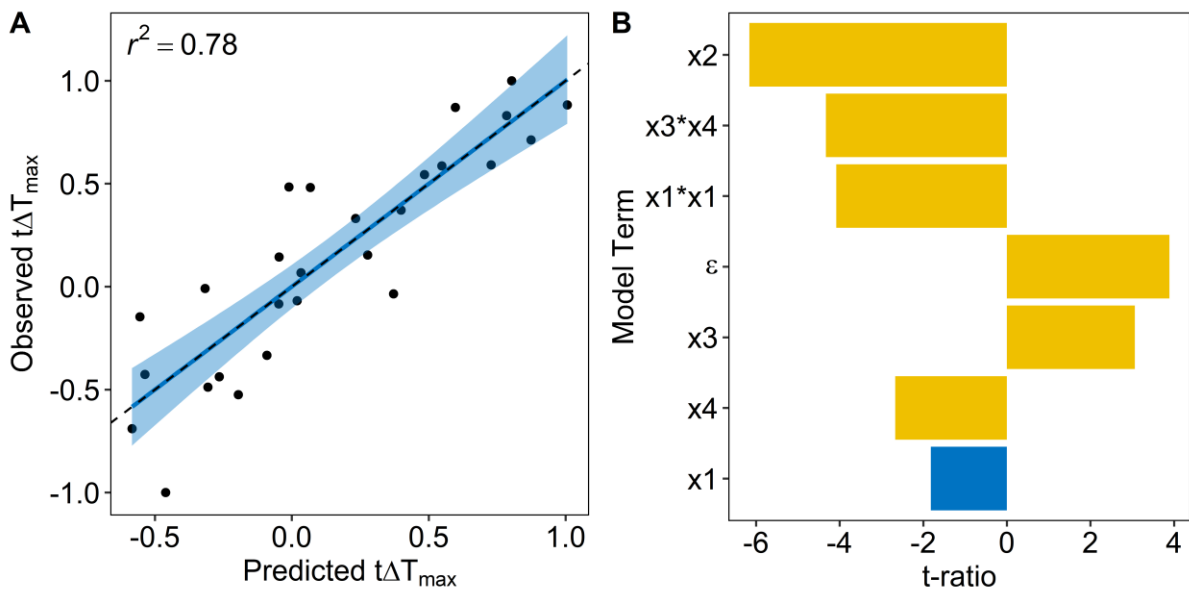 A
r² = 0.78
Observed tΔTmax
1.0
0.5
0.0
-0.5
-1.0
-0.5 0.0 0.5 1.0
Predicted tΔTmax
B
Model Term
x2
x3*x4
x1*x1
ε
x3
x4
x1
-6 -4 -2 0 2 4
t-ratio